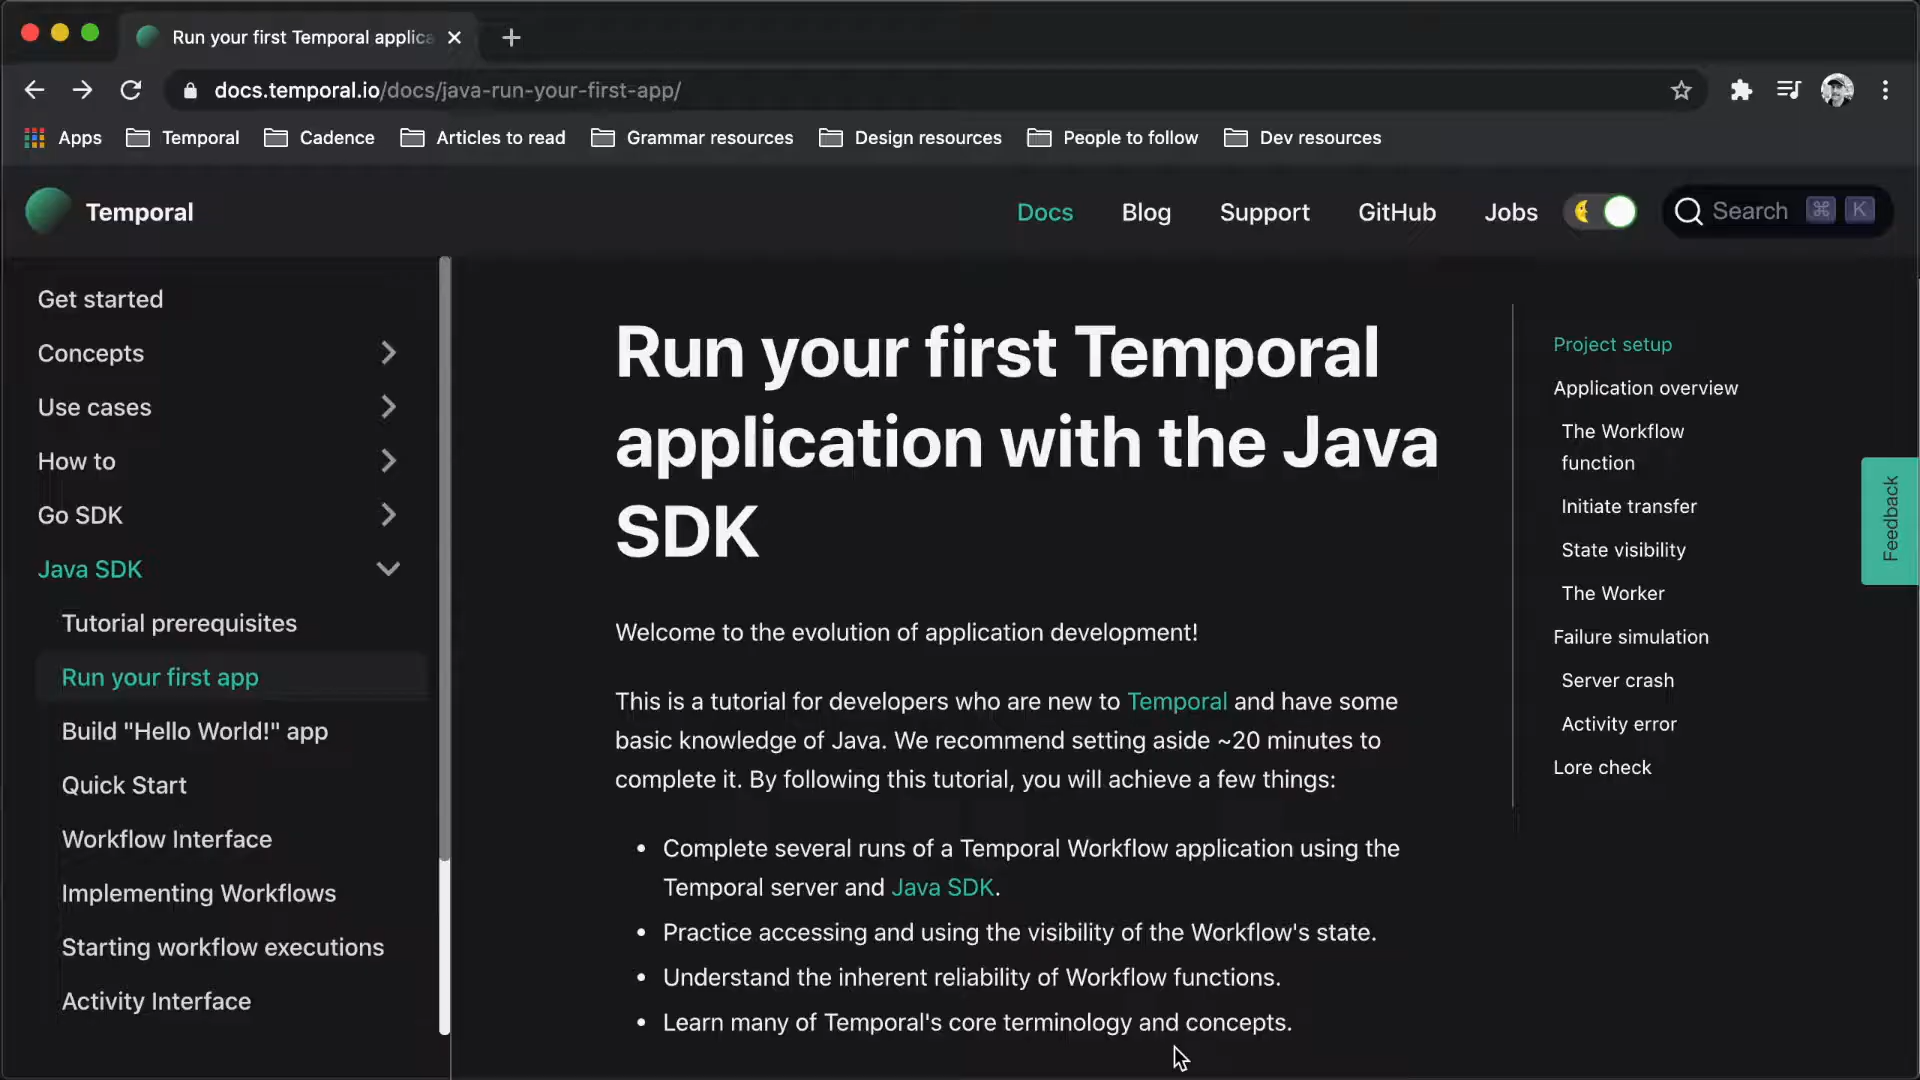 Run your first Temporal applica
docs.temporal.io/docs/java-run-your-first-app/
Apps
Temporal
Cadence
Articles to read
Grammar resources
Design resources
People to follow
Dev resources
Temporal
Docs
Blog
Support
GitHub
Jobs
Search ⌘ K
Get started
Concepts
Use cases
How to
Go SDK
Java SDK
Tutorial prerequisites
Run your first app
Build "Hello World!" app
Quick Start
Workflow Interface
Implementing Workflows
Starting workflow executions
Activity Interface
Run your first Temporal
application with the Java
SDK
Welcome to the evolution of application development!
This is a tutorial for developers who are new to Temporal and have some
basic knowledge of Java. We recommend setting aside ~20 minutes to
complete it. By following this tutorial, you will achieve a few things:
• Complete several runs of a Temporal Workflow application using the
Temporal server and Java SDK.
• Practice accessing and using the visibility of the Workflow's state.
• Understand the inherent reliability of Workflow functions.
• Learn many of Temporal's core terminology and concepts.
Project setup
Application overview
The Workflow
function
Initiate transfer
State visibility
The Worker
Failure simulation
Server crash
Activity error
Lore check
Feedback